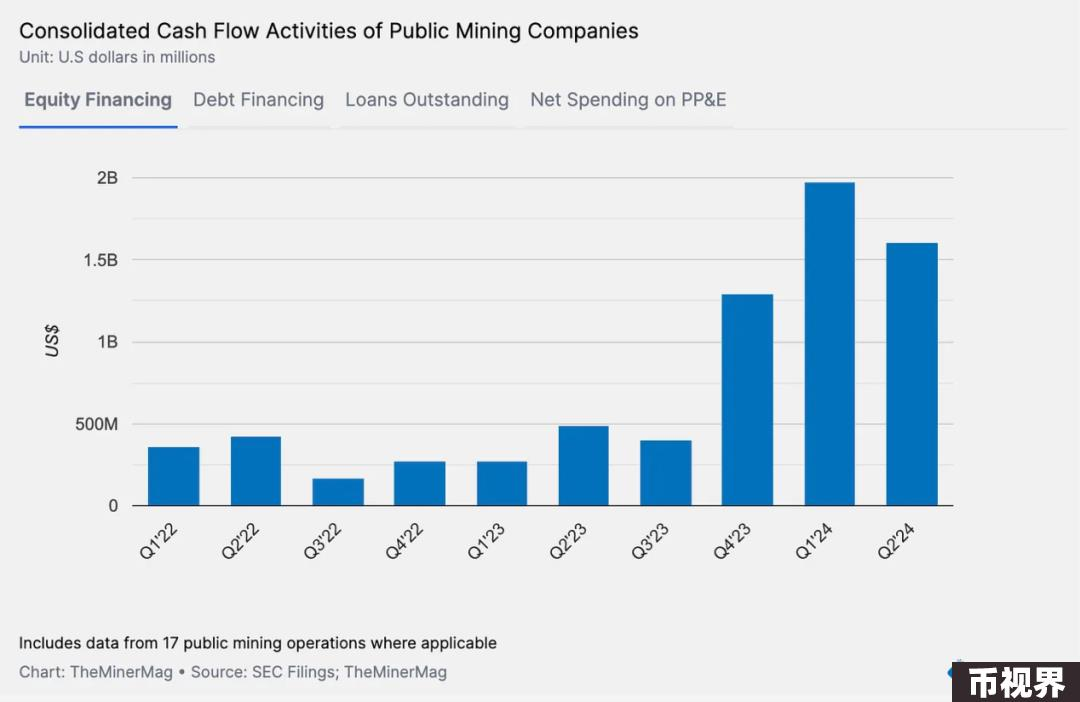 Consolidated Cash Flow Activities of Public Mining Companies
Unit: U.S dollars in millions
Equity Financing Debt Financing Loans Outstanding Net Spending on PP&E
2B
1.5B
1B
500M
0
US$
Q1'22 Q2'22 Q3'22 Q4'22 Q1'23 Q2'23 Q3'23 Q4'23 Q1'24 Q2'24
Includes data from 17 public mining operations where applicable
Chart: TheMinerMag • Source: SEC Filings; TheMinerMag
币视界